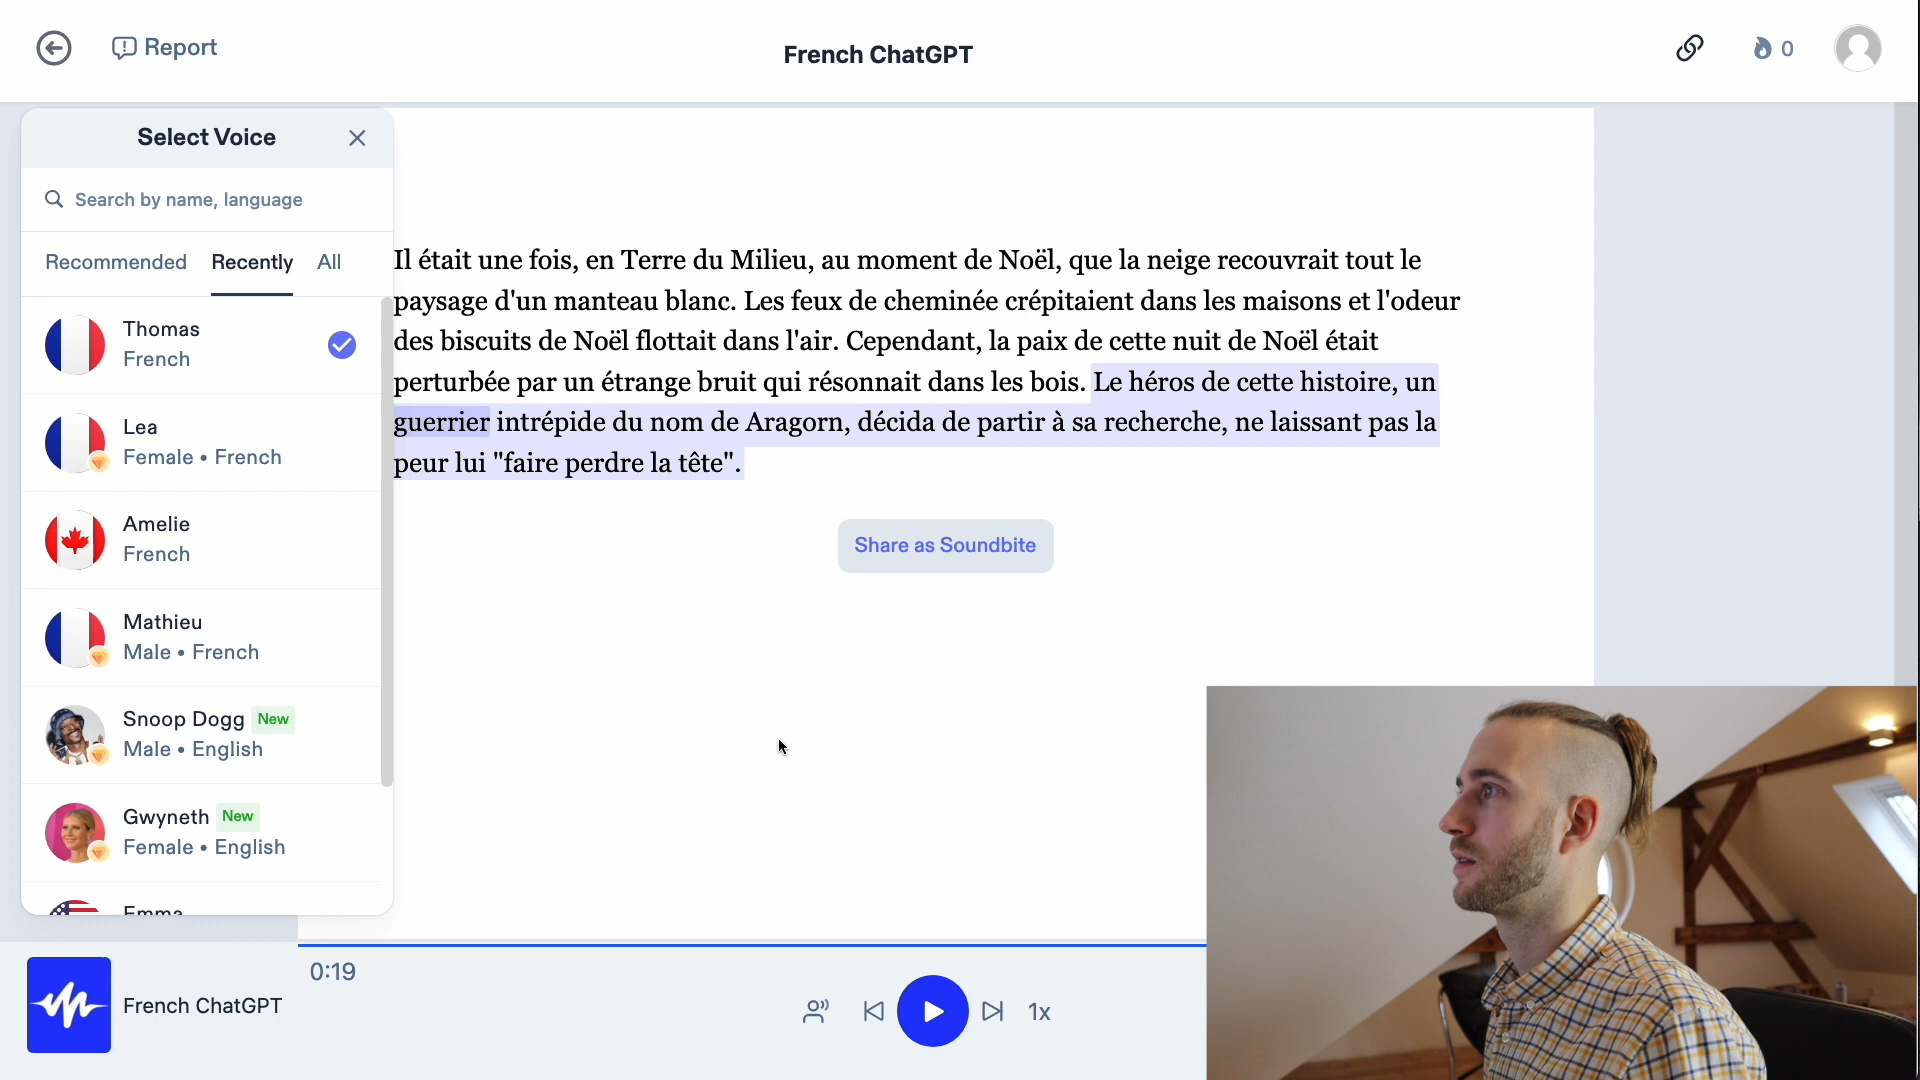 Report
French ChatGPT
0
Select Voice
Search by name, language
Recommended Recently All
Thomas
French
Lea
Female • French
Amelie
French
Mathieu
Male • French
Snoop Dogg New
Male • English
Gwyneth New
Female • English
Emma
Il était une fois, en Terre du Milieu, au moment de Noël, que la neige recouvrait tout le
paysage d'un manteau blanc. Les feux de cheminée crépitaient dans les maisons et l'odeur
des biscuits de Noël flottait dans l'air. Cependant, la paix de cette nuit de Noël était
perturbée par un étrange bruit qui résonnait dans les bois. Le héros de cette histoire, un
guerrier intrépide du nom de Aragorn, décida de partir à sa recherche, ne laissant pas la
peur lui "faire perdre la tête".
Share as Soundbite
0:19
French ChatGPT
1x